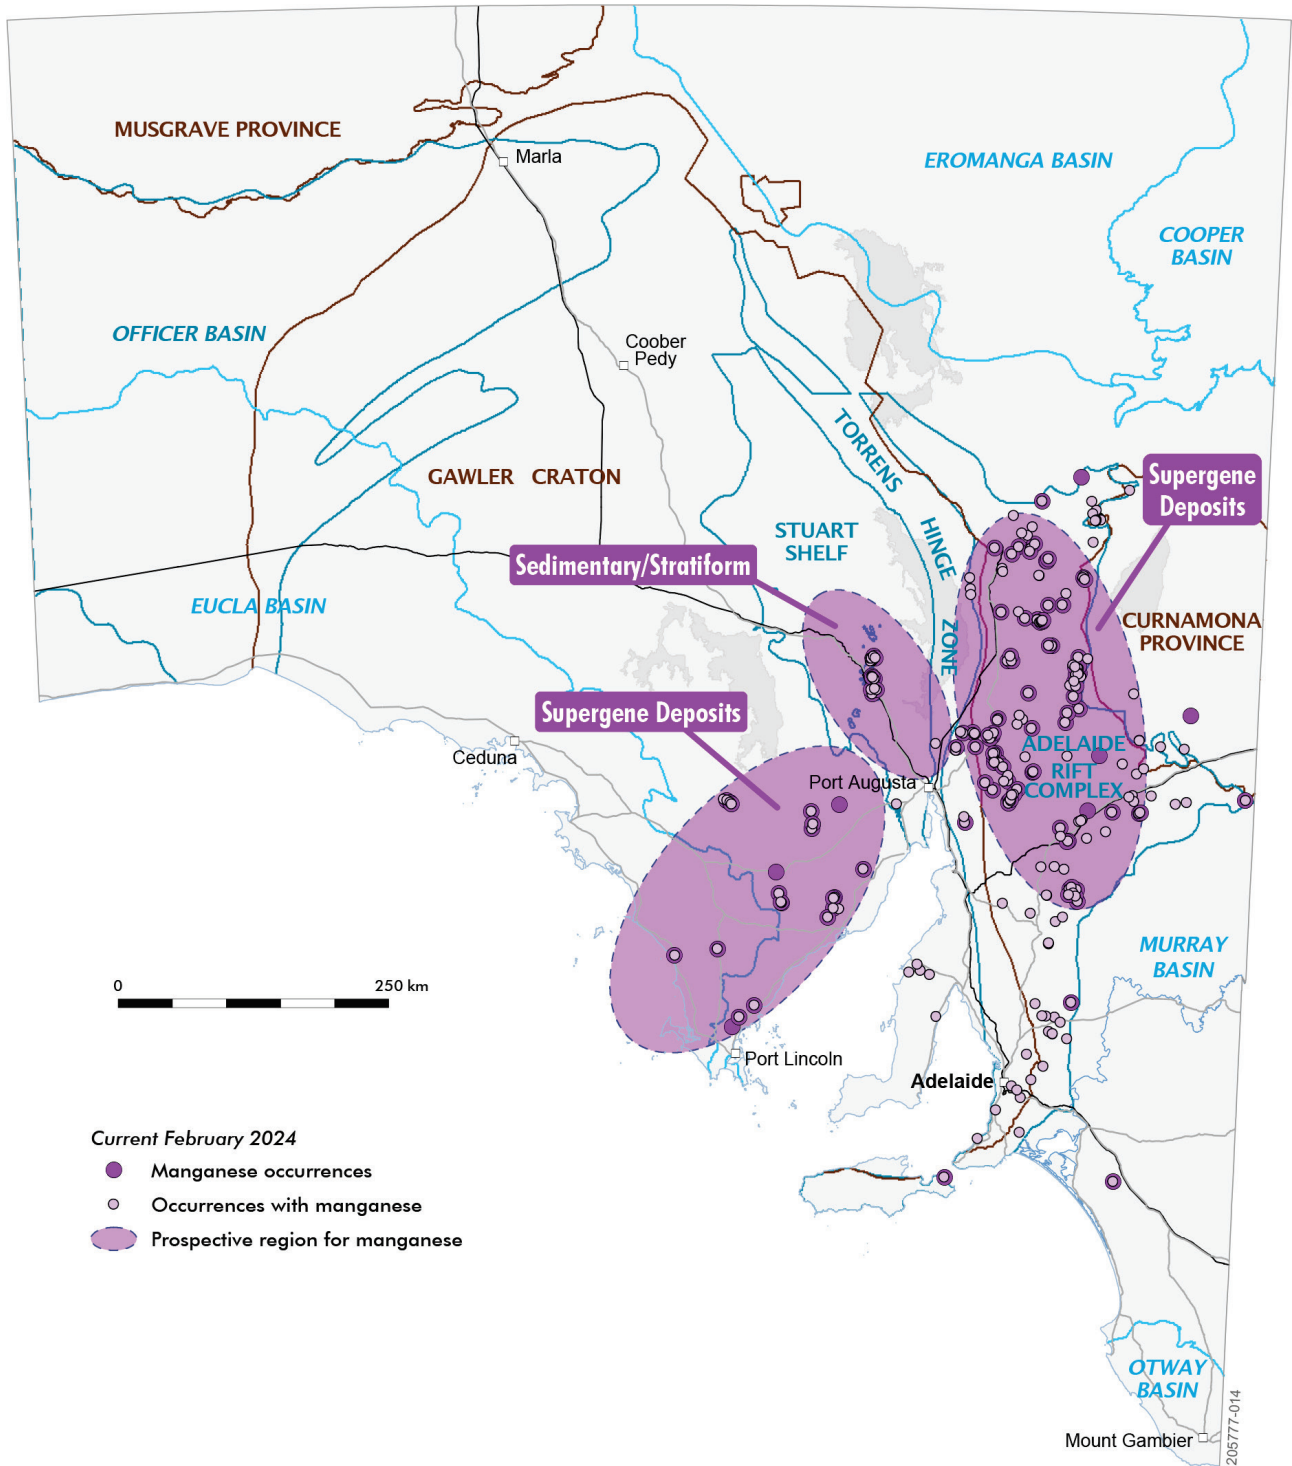 MUSGRAVE PROVINCE
Marla
EROMANGA BASIN
COOPER
BASIN
OFFICER BASIN
Coober
Pedy
TORRENS
HINGE
ZONE
GAWLER CRATON
Supergene
Deposits
STUART
SHELF
Sedimentary/Stratiform
EUCLA BASIN
CURNAMONA
PROVINCE
Supergene Deposits
Ceduna
ADELAIDE
RIFT
COMPLEX
Port Augusta
MURRAY
BASIN
0 250 km
Port Lincoln
Adelaide
Current February 2024
Manganese occurrences
Occurrences with manganese
Prospective region for manganese
OTWAY
BASIN
Mount Gambier
205777-014